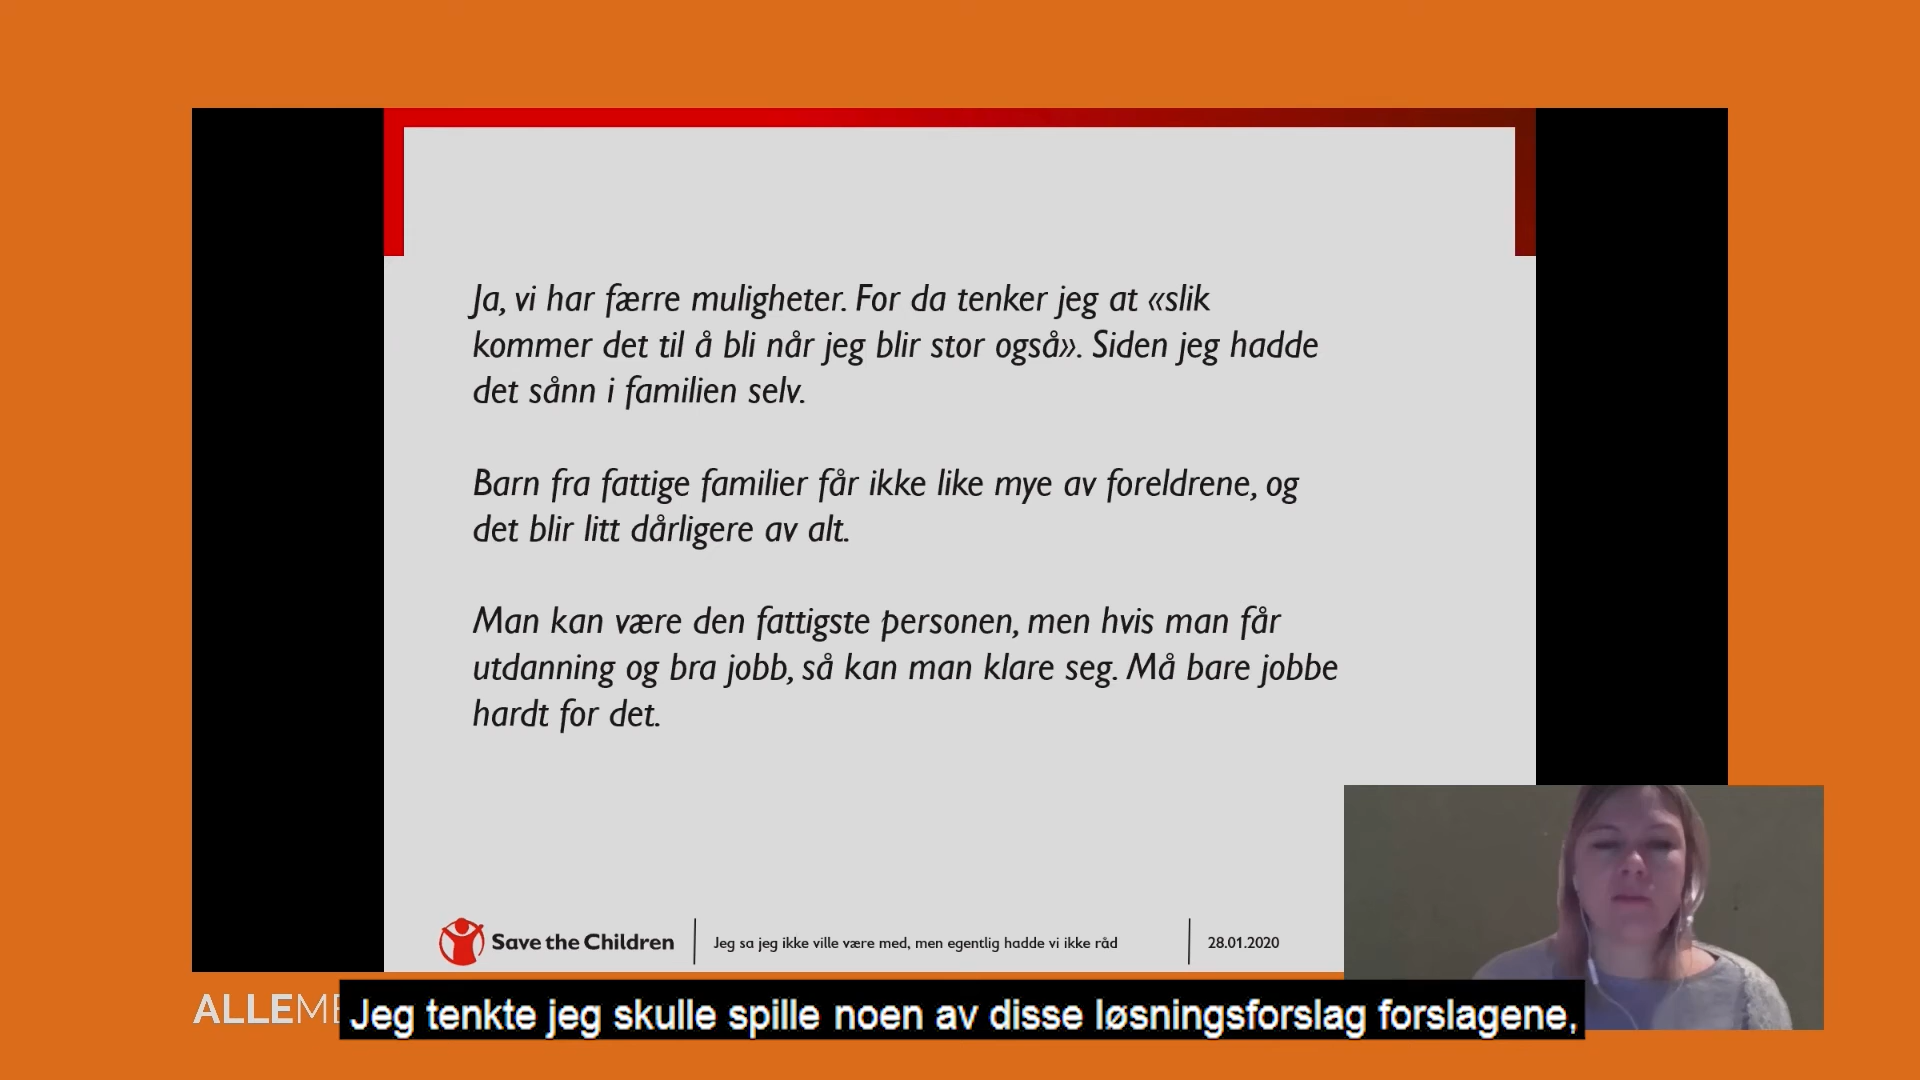 Ja, vi har færre muligheter. For da tenker jeg at «slik
kommer det til å bli når jeg blir stor også». Siden jeg hadde
det sånn i familien selv.
Barn fra fattige familier får ikke like mye av foreldrene, og
det blir litt dårligere av alt.
Man kan være den fattigste personen, men hvis man får
utdanning og bra jobb, så kan man klare seg. Må bare jobbe
hardt for det.
Save the Children
Jeg sa jeg ikke ville være med, men egentlig hadde vi ikke råd
28.01.2020
ALLEME
Jeg tenkte jeg skulle spille noen av disse løsningsforslag forslagene,